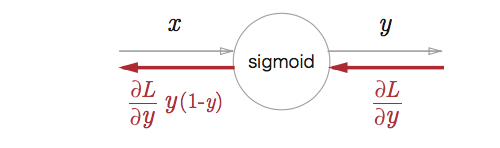 x
y
sigmoid
∂L/∂y y(1-y)
∂L/∂y